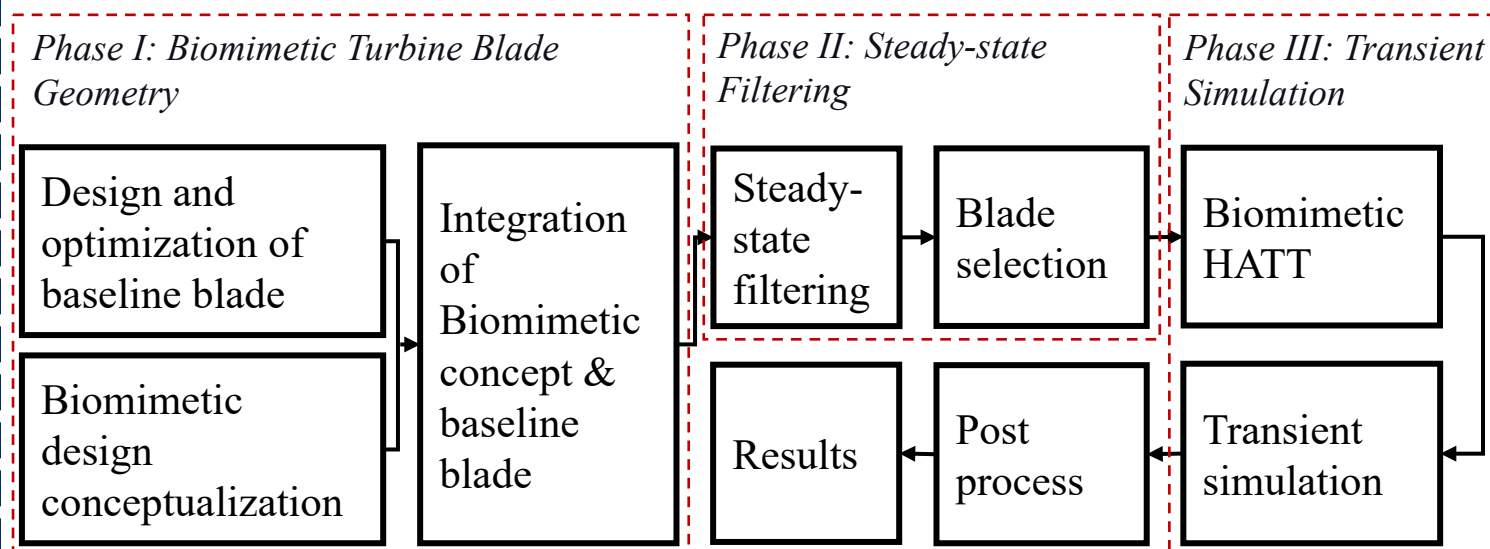 Phase I: Biomimetic Turbine Blade
Geometry
Phase II: Steady-state
Filtering
Phase III: Transient
Simulation
Design and
optimization of
baseline blade
Biomimetic
design
conceptualization
Integration
of
Biomimetic
concept &
baseline
blade
Steady-
state
filtering
Blade
selection
Biomimetic
HATT
Transient
simulation
Post
process
Results